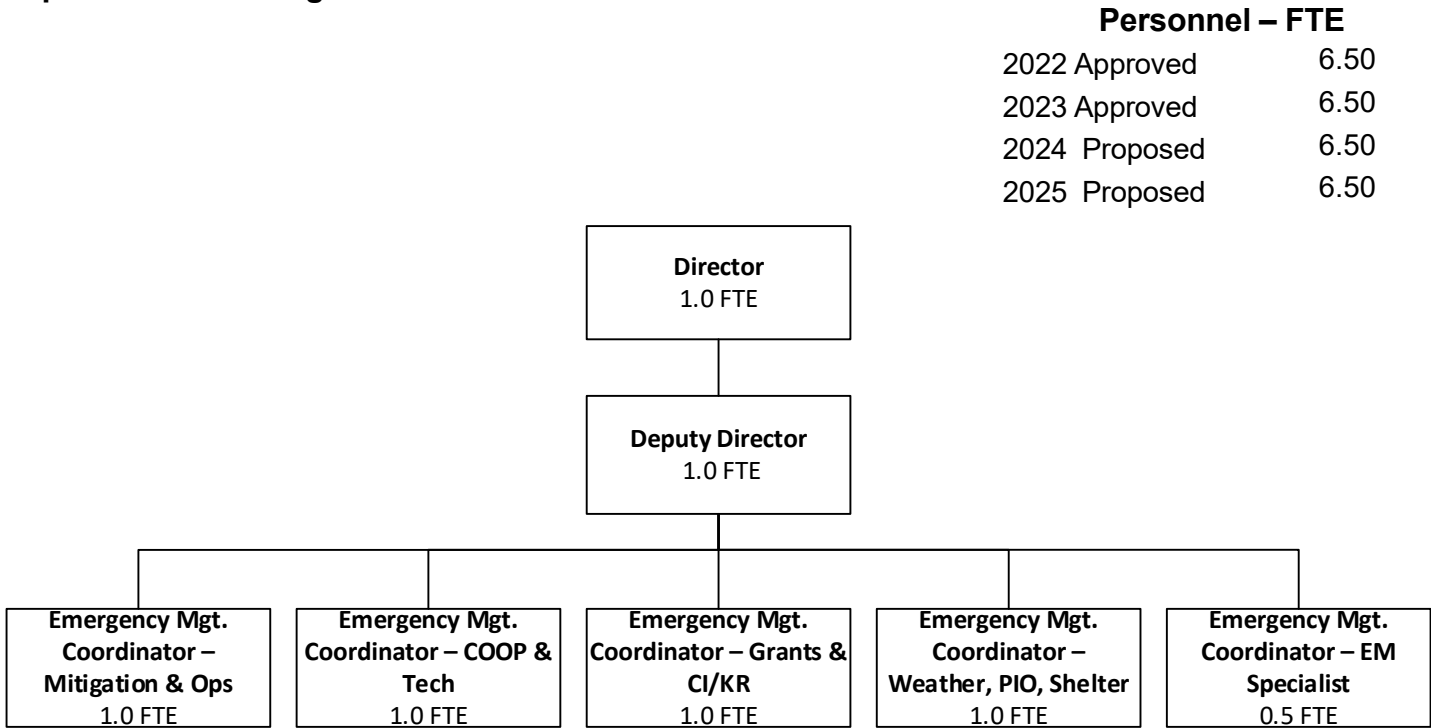 Personnel – FTE
2022 Approved 6.50
2023 Approved 6.50
2024 Proposed 6.50
2025 Proposed 6.50
Director
1.0 FTE
Deputy Director
1.0 FTE
Emergency Mgt.
Coordinator –
Mitigation & Ops
1.0 FTE
Emergency Mgt.
Coordinator – COOP &
Tech
1.0 FTE
Emergency Mgt.
Coordinator – Grants &
CI/KR
1.0 FTE
Emergency Mgt.
Coordinator –
Weather, PIO, Shelter
1.0 FTE
Emergency Mgt.
Coordinator – EM
Specialist
0.5 FTE